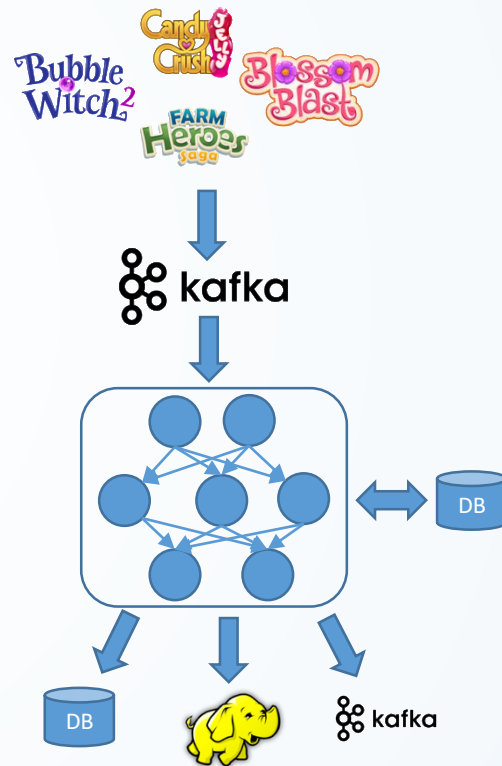 Candy
Crush
JELLY
Bubble
Witch 2
Blossom
Blast
FARM
Heroes
saga
kafka
DB
DB
kafka